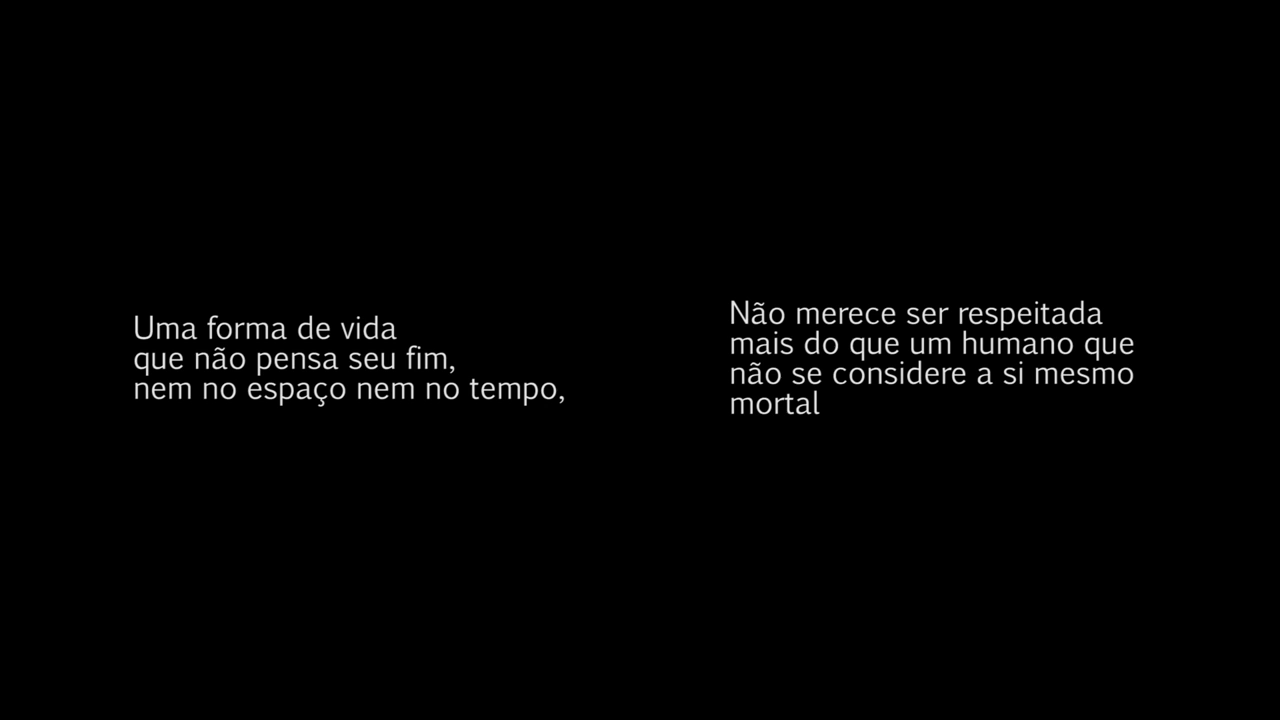 Uma forma de vida
que não pensa seu fim,
nem no espaço nem no tempo,
Não merece ser respeitada
mais do que um humano que
não se considere a si mesmo
mortal